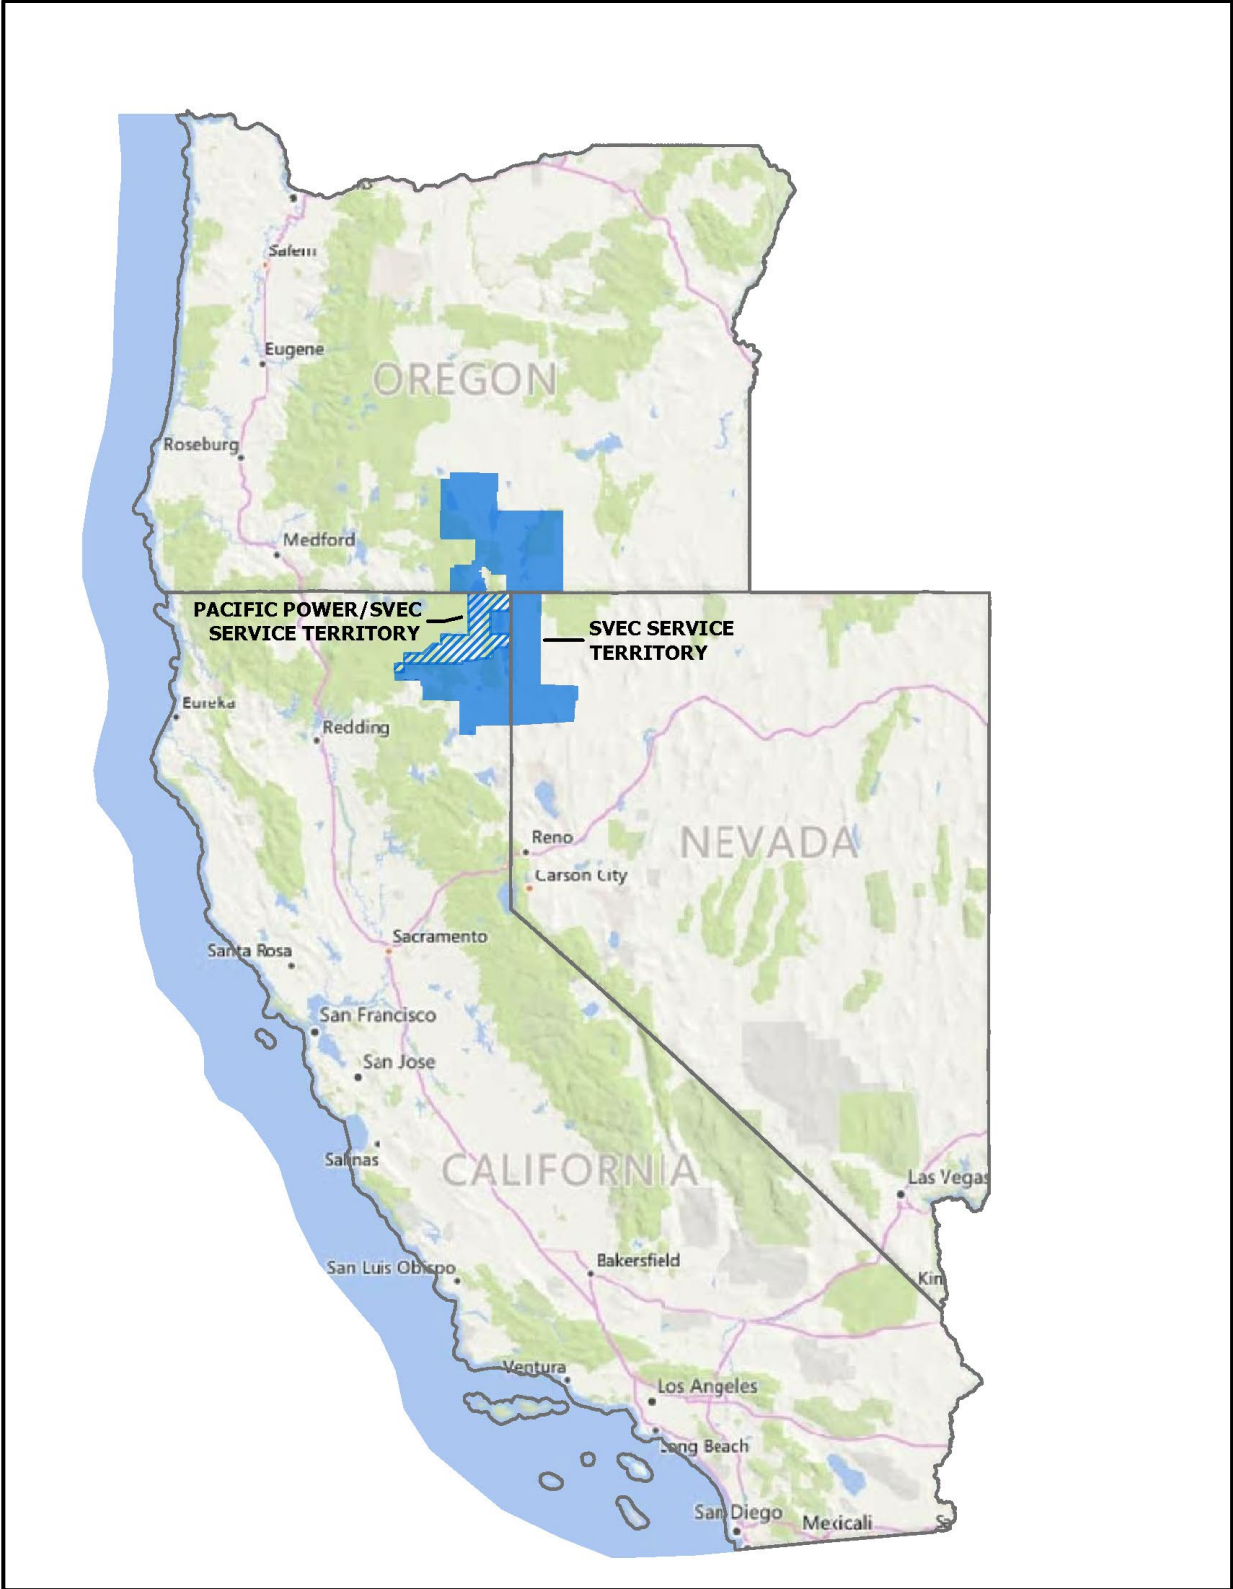 Salem
Eugene
OREGON
Roseburg
Medford
PACIFIC POWER/SVEC
SERVICE TERRITORY
SVEC SERVICE
TERRITORY
Eureka
Redding
Reno
NEVADA
Carson City
Sacramento
Santa Rosa
San Francisco
San Jose
Salinas
CALIFORNIA
Las Vegas
Bakersfield
San Luis Obispo
Kin
Ventura
Los Angeles
Long Beach
San Diego
Mexicali
Sa